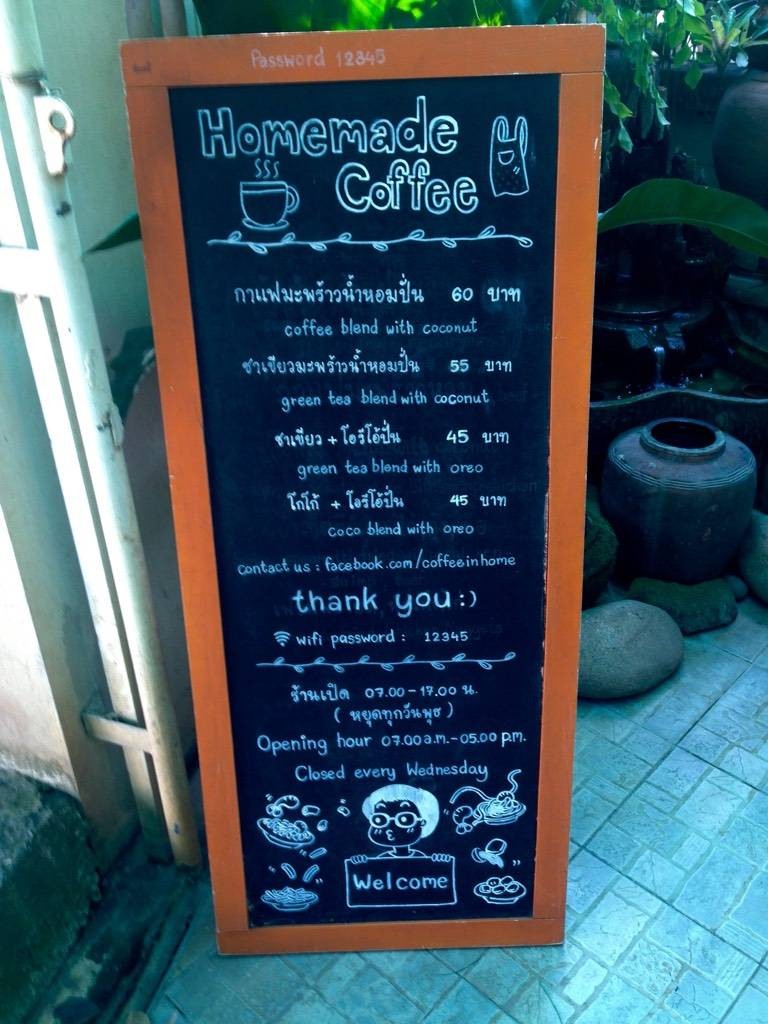 Password 12345
Homemade
Coffee
กาแฟมะพร้าวน้ำหอมปั่น 60 บาท
coffee blend with coconut
ชาเขียวมะพร้าวน้ำหอมปั่น 55 บาท
green tea blend with coconut
ชาเขียว + โอรีโอ้ปั่น 45 บาท
green tea blend with oreo
โกโก้ + โอรีโอ้ปั่น 45 บาท
coco blend with oreo
contact us : facebook.com/coffeeinhome
thank you :)
wifi password : 12345
ร้านเปิด 07.00 - 17.00 น.
( หยุดทุกวันพุธ )
Opening hour 07.00 a.m. - 05.00 p.m.
Closed every Wednesday
Welcome